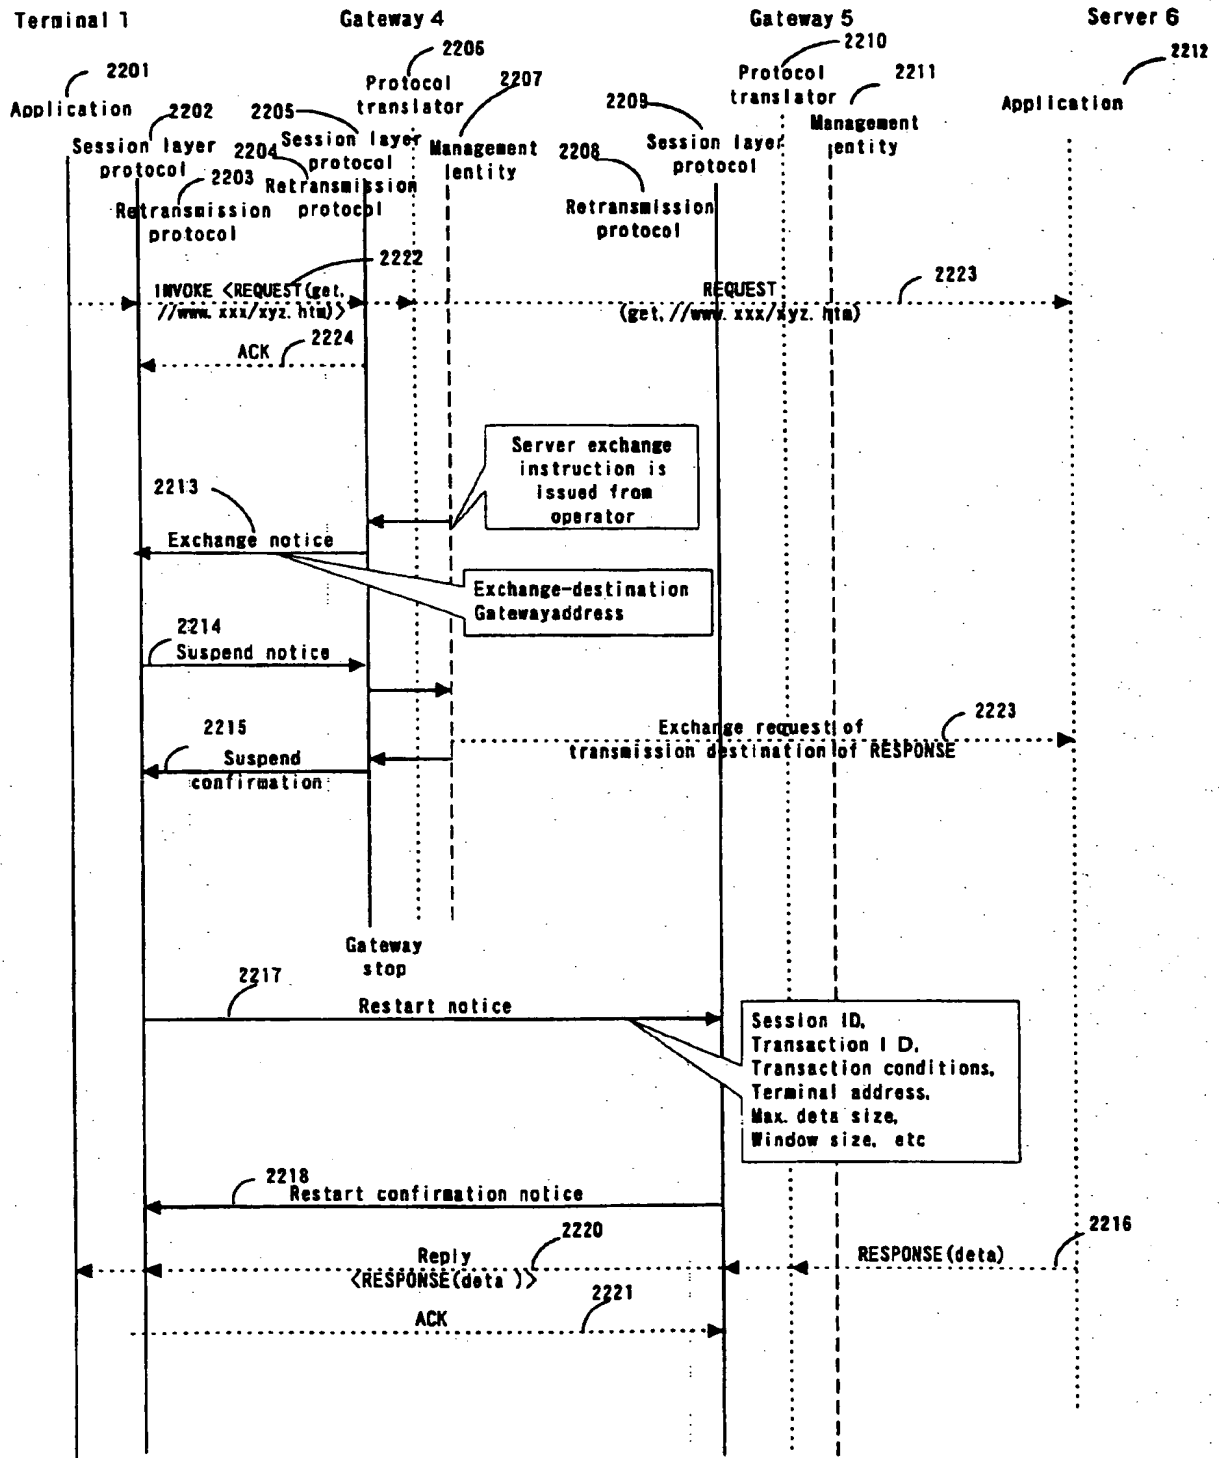 Terminal 1
Gateway 4
Gateway 5
Server 6
2201
2206
2207
2210
2211
2212
Application
2202
2205
Protocol
translator
2209
Protocol
translator
Application
Session layer
protocol
2204
Session layer
protocol
Management
entity
2208
Session layer
protocol
Management
entity
2203
Retransmission
protocol
Retransmission
protocol
Retransmission
protocol
2222
2223
INVOKE <REQUEST(get,
//www.xxx/xyz.htm)>
REQUEST
(get,//www.xxx/xyz.htm)
2224
ACK
Server exchange
instruction is
issued from
operator
2213
Exchange notice
Exchange-destination
Gatewayaddress
2214
Suspend notice
2215
2223
Exchange request of
transmission destination of RESPONSE
Suspend
confirmation
Gateway
stop
2217
Restart notice
Session ID,
Transaction I D,
Transaction conditions,
Terminal address,
Max. deta size,
Window size, etc
2218
Restart confirmation notice
2220
2216
Reply
<RESPONSE(deta )>
RESPONSE(deta)
2221
ACK